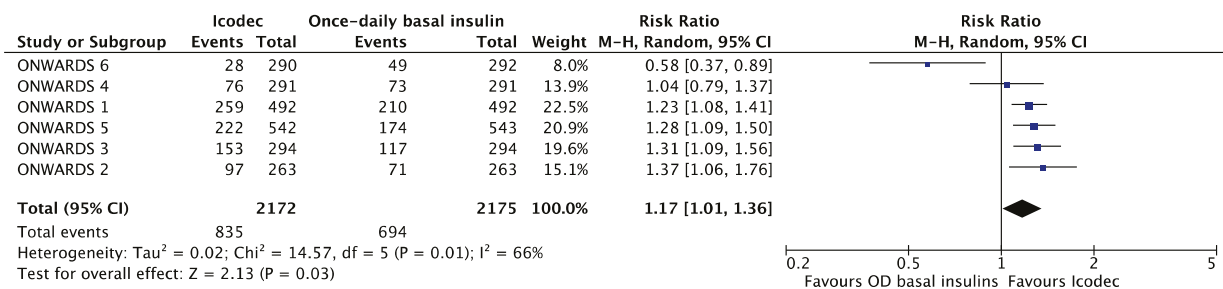 Icodec Once-daily basal insulin Risk Ratio Risk Ratio
Study or Subgroup Events Total Events Total Weight M-H, Random, 95% CI M-H, Random, 95% CI
ONWARDS 6 28 290 49 292 8.0% 0.58 [0.37, 0.89]
ONWARDS 4 76 291 73 291 13.9% 1.04 [0.79, 1.37]
ONWARDS 1 259 492 210 492 22.5% 1.23 [1.08, 1.41]
ONWARDS 5 222 542 174 543 20.9% 1.28 [1.09, 1.50]
ONWARDS 3 153 294 117 294 19.6% 1.31 [1.09, 1.56]
ONWARDS 2 97 263 71 263 15.1% 1.37 [1.06, 1.76]
Total (95% CI) 2172 2175 100.0% 1.17 [1.01, 1.36]
Total events 835 694
Heterogeneity: Tau² = 0.02; Chi² = 14.57, df = 5 (P = 0.01); I² = 66%
Test for overall effect: Z = 2.13 (P = 0.03)
0.2 0.5 1 2 5
Favours OD basal insulins Favours Icodec